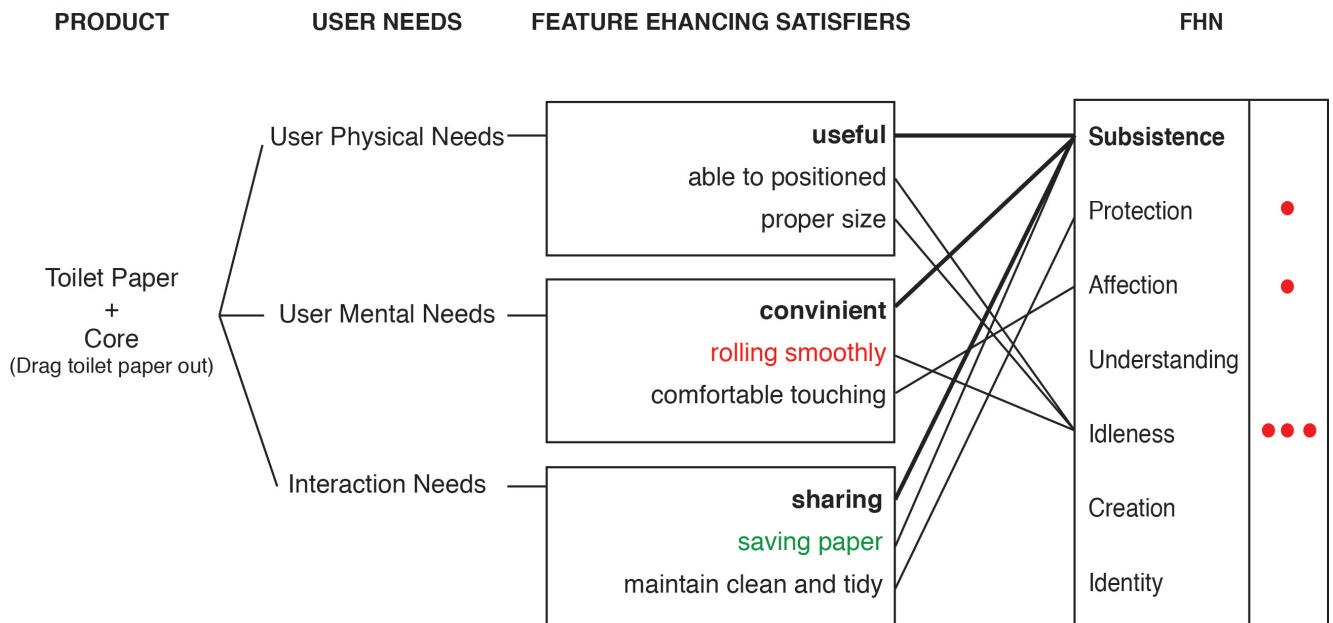 PRODUCT
USER NEEDS
FEATURE EHANCING SATISFIERS
FHN
Toilet Paper
+
Core
(Drag toilet paper out)
User Physical Needs
User Mental Needs
Interaction Needs
useful
able to positioned
proper size
convinient
rolling smoothly
comfortable touching
sharing
saving paper
maintain clean and tidy
Subsistence
Protection
Affection
Understanding
Idleness
Creation
Identity